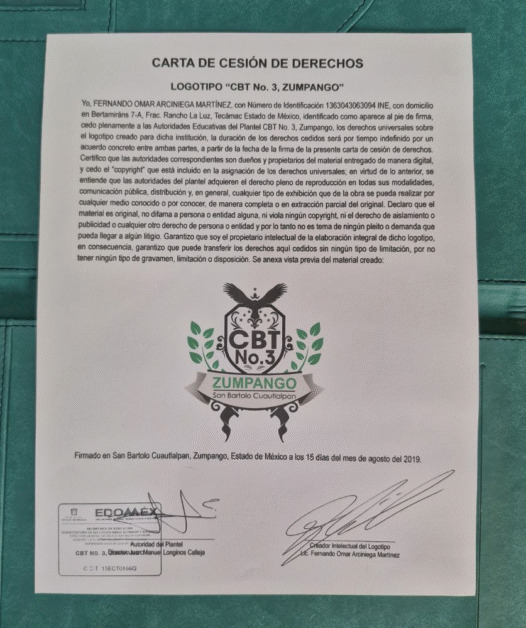 CARTA DE CESIÓN DE DERECHOS
LOGOTIPO “CBT No. 3, ZUMPANGO”
Yo, FERNANDO OMAR ARCINIEGA MARTÍNEZ, con Número de Identificación 1363043063094 INE, con domicilio
en Bertamiráns 7-A, Frac. Rancho La Luz, Tecámac Estado de México, identificado como aparece al pie de firma,
cedo plenamente a las Autoridades Educativas del Plantel CBT No. 3, Zumpango, los derechos universales sobre
el logotipo creado para dicha institución, la duración de los derechos cedidos será por tiempo indefinido por un
acuerdo concreto entre ambas partes, a partir de la fecha de la firma de la presente carta de cesión de derechos.
Certifico que las autoridades correspondientes son dueños y propietarios del material entregado de manera digital,
y cedo el "copyright" que está incluido en la asignación de los derechos universales; en virtud de lo anterior, se
entiende que las autoridades del plantel adquieren el derecho pleno de reproducción en todas sus modalidades,
comunicación pública, distribución y, en general, cualquier tipo de exhibición que de la obra se pueda realizar por
cualquier medio conocido o por conocer, de manera completa o en extracción parcial del original. Declaro que el
material es original, no difama a persona o entidad alguna, ni viola ningún copyright, ni el derecho de aislamiento o
publicidad o cualquier otro derecho de persona o entidad y por lo tanto no es tema de ningún pleito o demanda que
pueda llegar a algún litigio. Garantizo que soy el propietario intelectual de la elaboración integral de dicho logotipo,
en consecuencia, garantizo que puede transferir los derechos aquí cedidos sin ningún tipo de limitación, por no
tener ningún tipo de gravamen, limitación o disposición. Se anexa vista previa del material creado:
CBT
No.3
ZUMPANGO
San Bartolo Cuautlalpan
Firmado en San Bartolo Cuautlalpan, Zumpango, Estado de México a los 15 días del mes de agosto del 2019.
EDOMEX
Autoridad del Plantel
CBT NO. 3, Director Juan Manuel Longinos Calleja
Creador Intelectual del Logotipo
Lic. Fernando Omar Arciniega Martínez